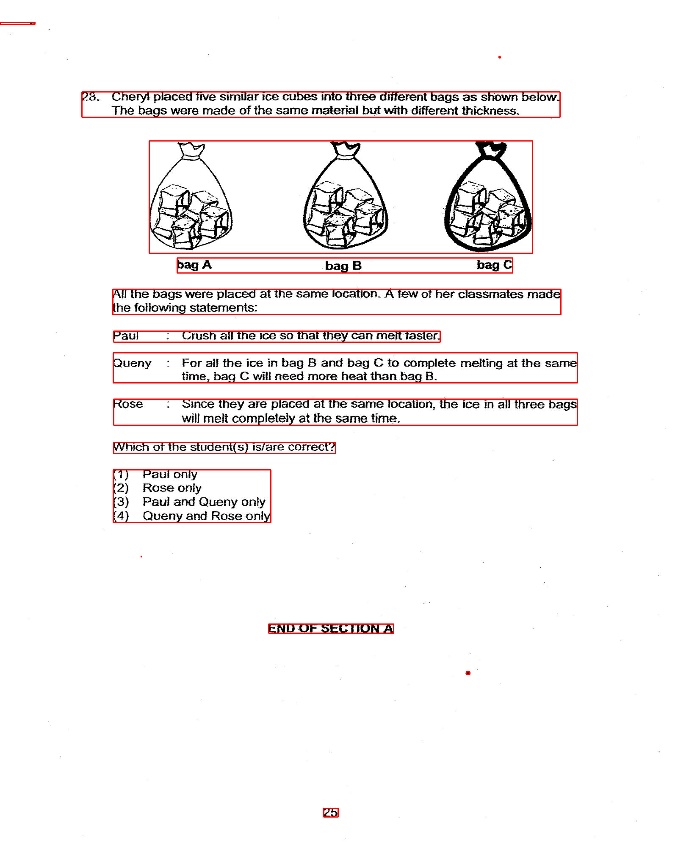 28. Cheryl placed five similar ice cubes into three different bags as shown below.
The bags were made of the same material but with different thickness.
bag A bag B bag C
All the bags were placed at the same location. A few of her classmates made
the following statements:
Paul : Crush all the ice so that they can melt faster.
Queny : For all the ice in bag B and bag C to complete melting at the same
time, bag C will need more heat than bag B.
Rose : Since they are placed at the same location, the ice in all three bags
will melt completely at the same time.
Which of the student(s) is/are correct?
(1) Paul only
(2) Rose only
(3) Paul and Queny only
(4) Queny and Rose only
END OF SECTION A
25